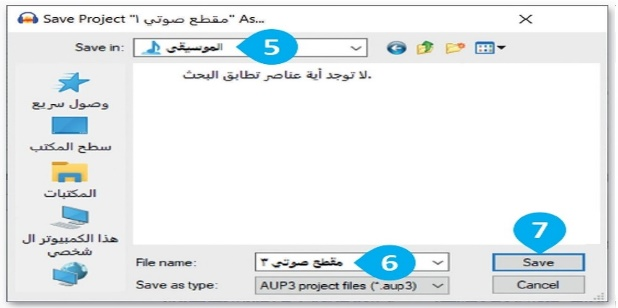 Save Project "مقطع صوتي ١" As...
Save in: الموسيقى 5
لا توجد أية عناصر تطابق البحث.
وصول سريع
سطح المكتب
المكتبات
هذا الكمبيوتر ال
شخصي
7
File name: مقطع صوتي ٣ 6 Save
Save as type: AUP3 project files (*.aup3) Cancel